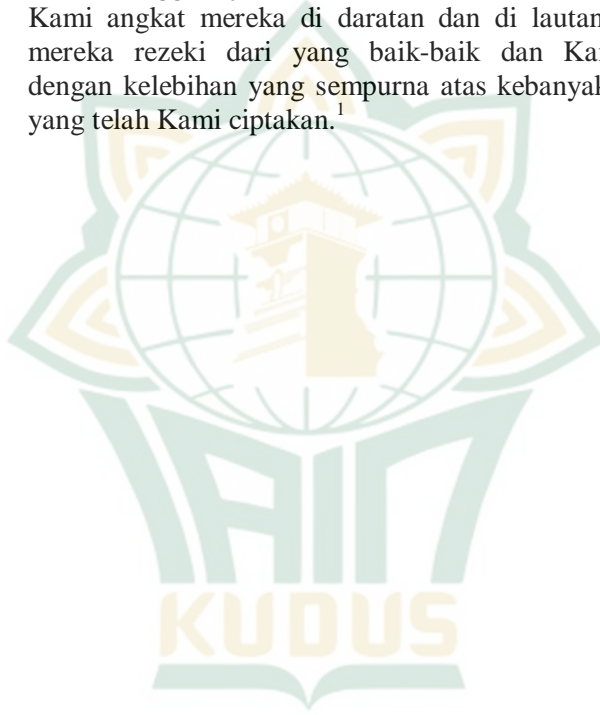 Kami angkat mereka di daratan dan di lautan
mereka rezeki dari yang baik-baik dan Ka
dengan kelebihan yang sempurna atas kebanyak
yang telah Kami ciptakan.¹
IAIN
KUDUS